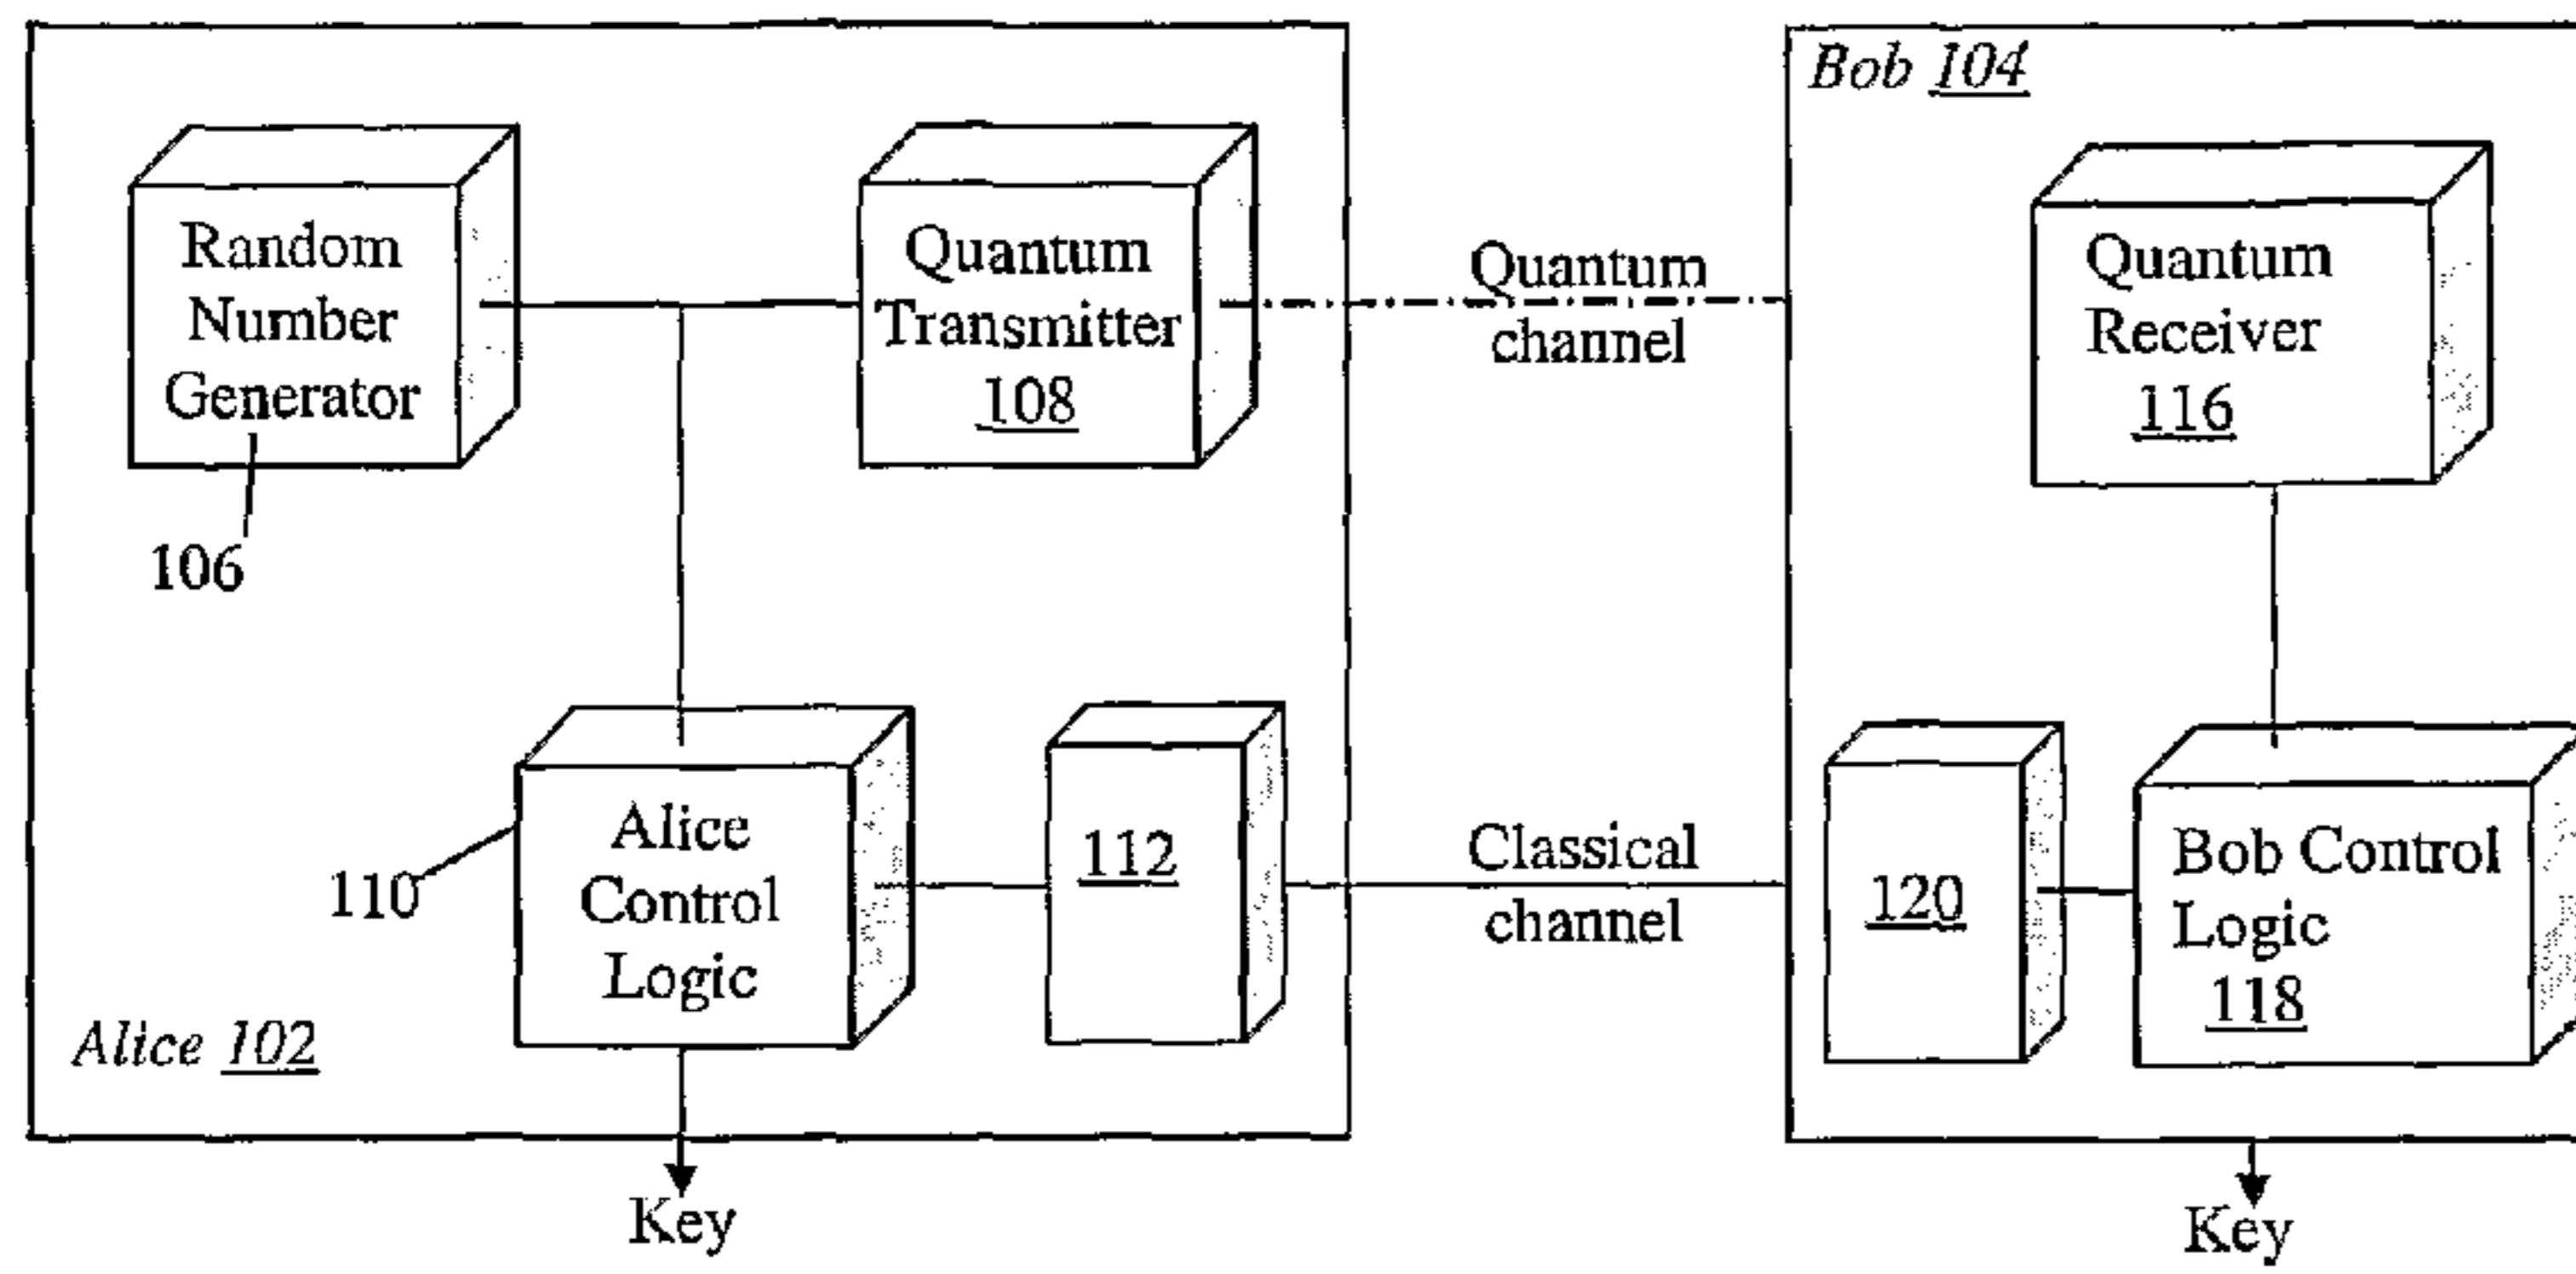 Bob 104
Random
Number
Generator
106
Quantum
Transmitter
108
Quantum
channel
Quantum
Receiver
116
110
Alice
Control
Logic
112
Classical
channel
120
Bob Control
Logic
118
Alice 102
Key
Key